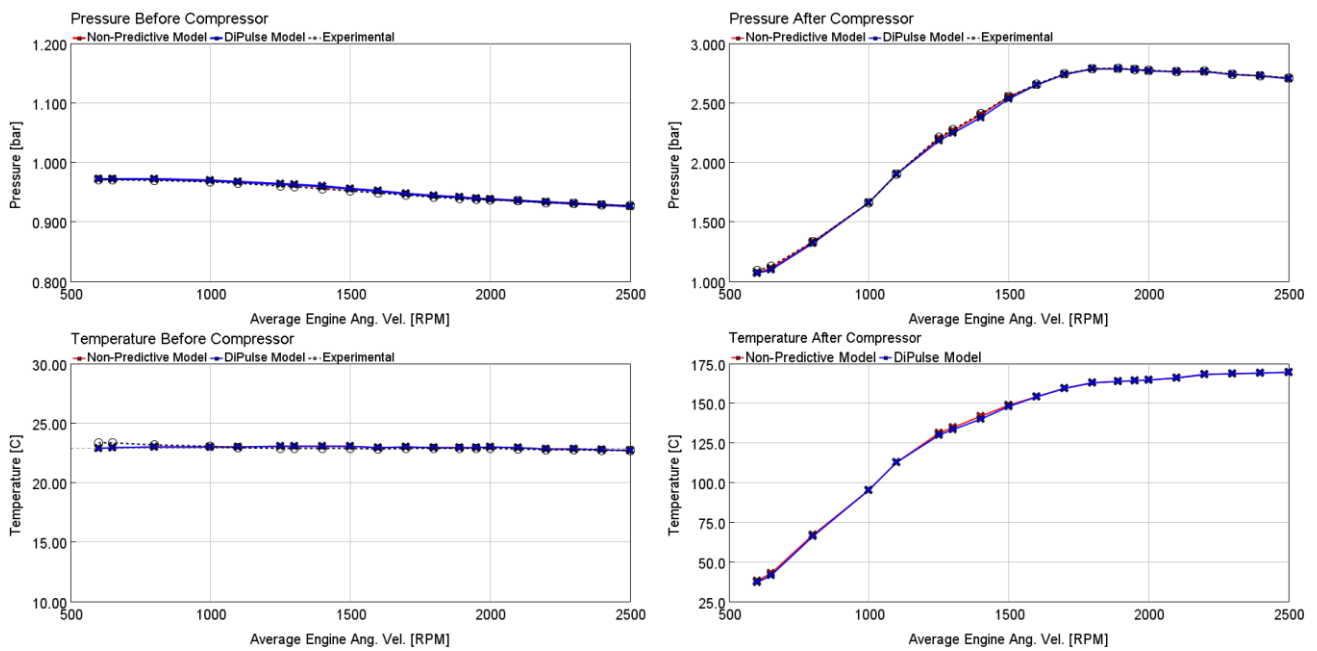 Pressure Before Compressor
Non-Predictive Model DiPulse Model Experimental
1.200
1.100
1.000
0.900
0.800
Pressure [bar]
500 1000 1500 2000 2500
Average Engine Ang. Vel. [RPM]
Pressure After Compressor
Non-Predictive Model DiPulse Model Experimental
3.000
2.500
2.000
1.500
1.000
Pressure [bar]
500 1000 1500 2000 2500
Average Engine Ang. Vel. [RPM]
Temperature Before Compressor
Non-Predictive Model DiPulse Model Experimental
30.00
25.00
20.00
15.00
10.00
Temperature [C]
500 1000 1500 2000 2500
Average Engine Ang. Vel. [RPM]
Temperature After Compressor
Non-Predictive Model DiPulse Model
175.0
150.0
125.0
100.0
75.0
50.0
25.0
Temperature [C]
500 1000 1500 2000 2500
Average Engine Ang. Vel. [RPM]